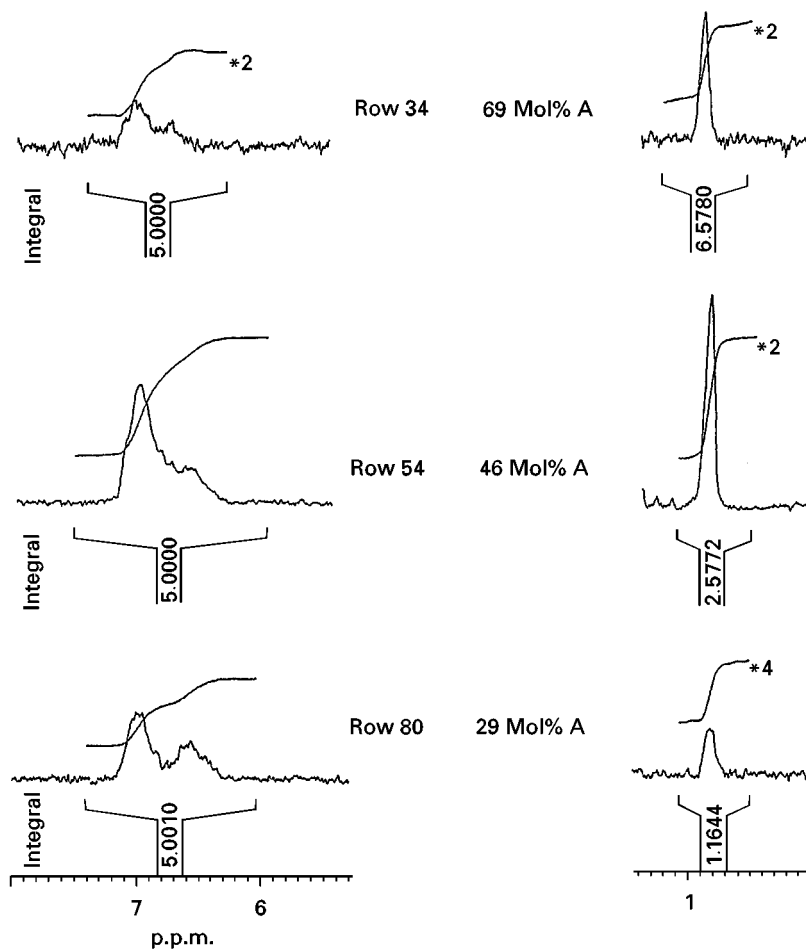 *2
Row 34 69 Mol% A
*2
Integral
5.0000
6.5780
Row 54 46 Mol% A
*2
Integral
5.0000
2.5772
Row 80 29 Mol% A
*4
Integral
5.0010
1.1644
7 6
1
p.p.m.